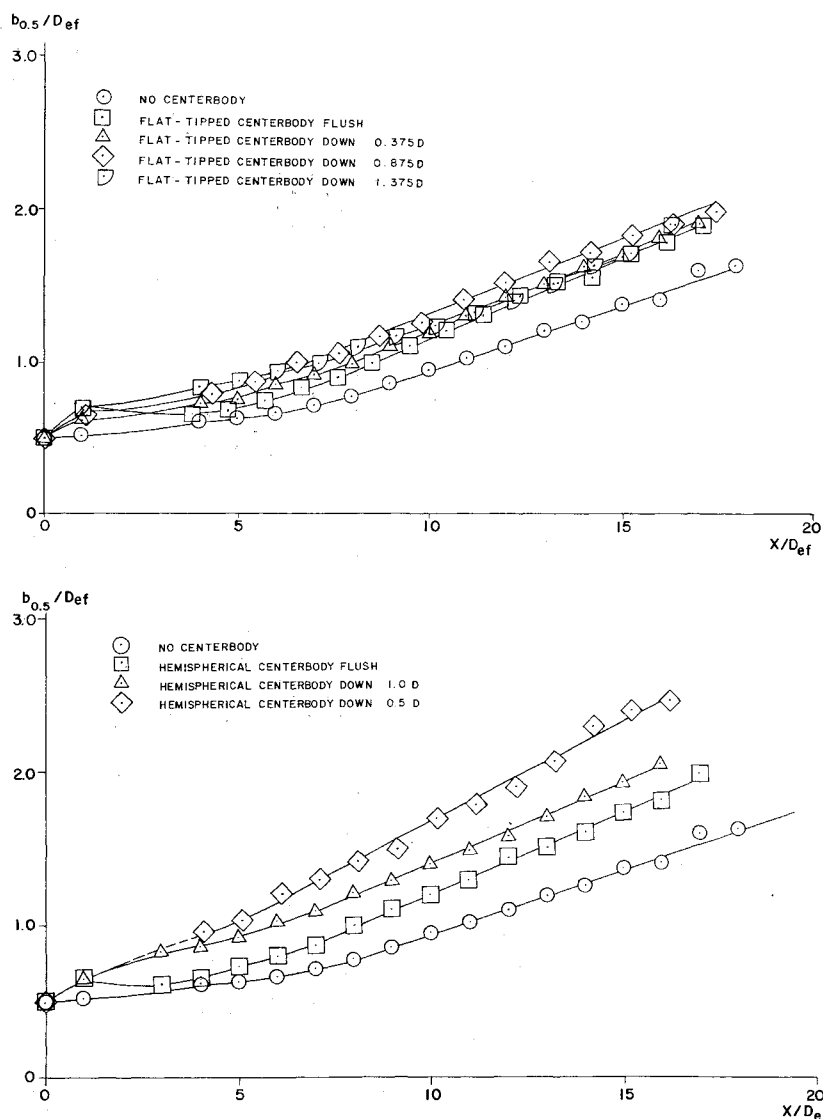 b0.5/Def
3.0
NO CENTERBODY
FLAT-TIPPED CENTERBODY FLUSH
FLAT-TIPPED CENTERBODY DOWN 0.375D
FLAT-TIPPED CENTERBODY DOWN 0.875D
FLAT-TIPPED CENTERBODY DOWN 1.375D
2.0
1.0
0
0 5 10 15 20
X/Def
b0.5/Def
3.0
NO CENTERBODY
HEMISPHERICAL CENTERBODY FLUSH
HEMISPHERICAL CENTERBODY DOWN 1.0 D
HEMISPHERICAL CENTERBODY DOWN 0.5 D
2.0
1.0
0
0 5 10 15 20
X/De